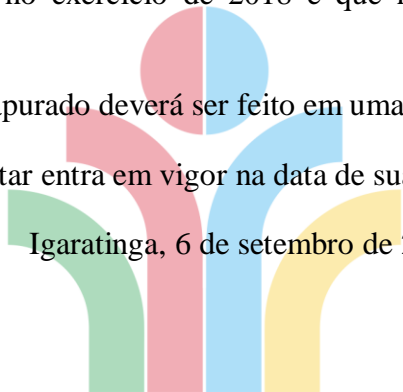 no exercício de 2018 e que
apurado deverá ser feito em uma
tar entra em vigor na data de sua
Igaratinga, 6 de setembro de